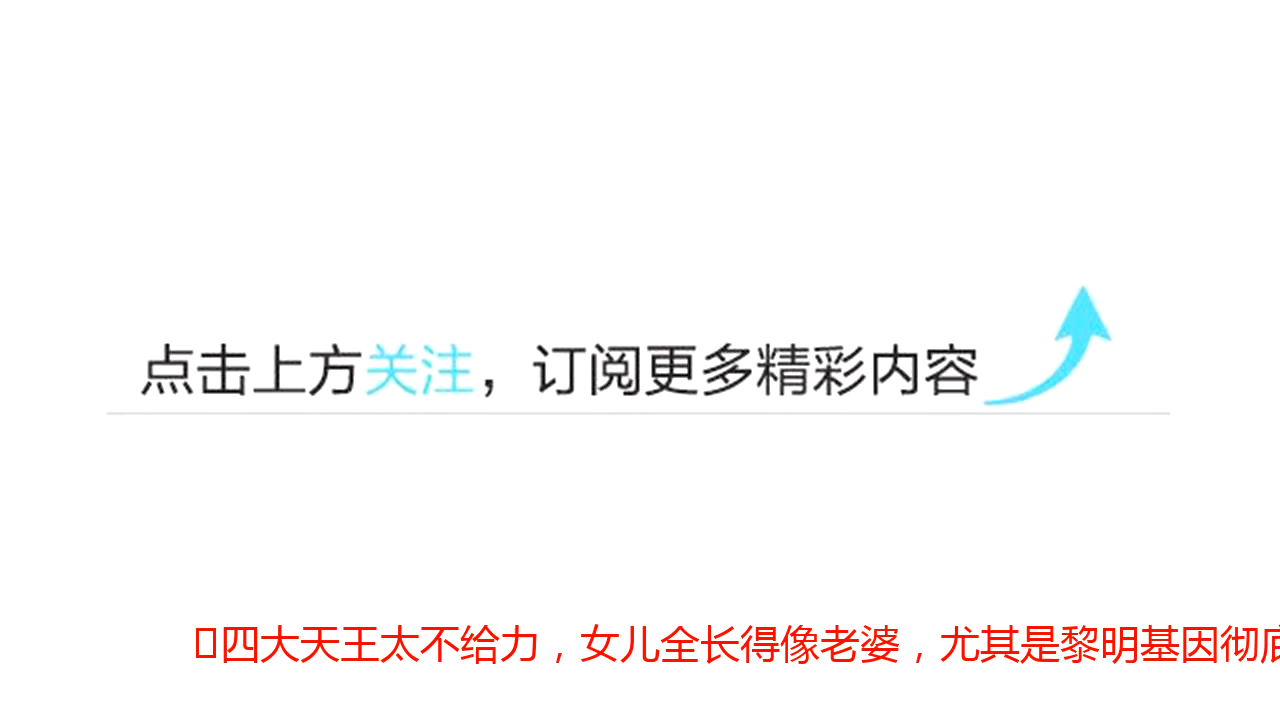 点击上方关注，订阅更多精彩内容
四大天王太不给力，女儿全长得像老婆，尤其是黎明基因彻底